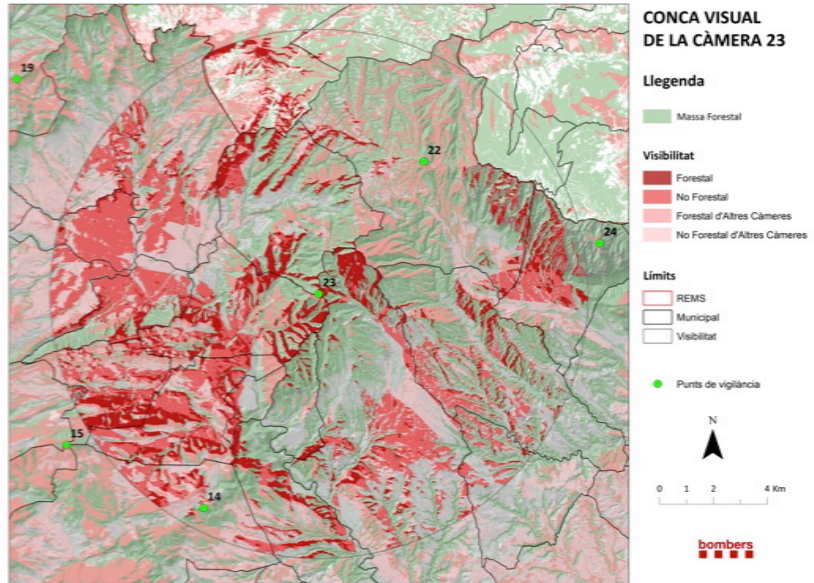 CONCA VISUAL
DE LA CÀMERA 23
Llegenda
Massa Forestal
Visibilitat
Forestal
No Forestal
Forestal d'Altres Càmeres
No Forestal d'Altres Càmeres
Límits
REMS
Municipal
Visibilitat
Punts de vigilància
N
0 1 2 4 Km
bombers
19
22
24
23
15
14